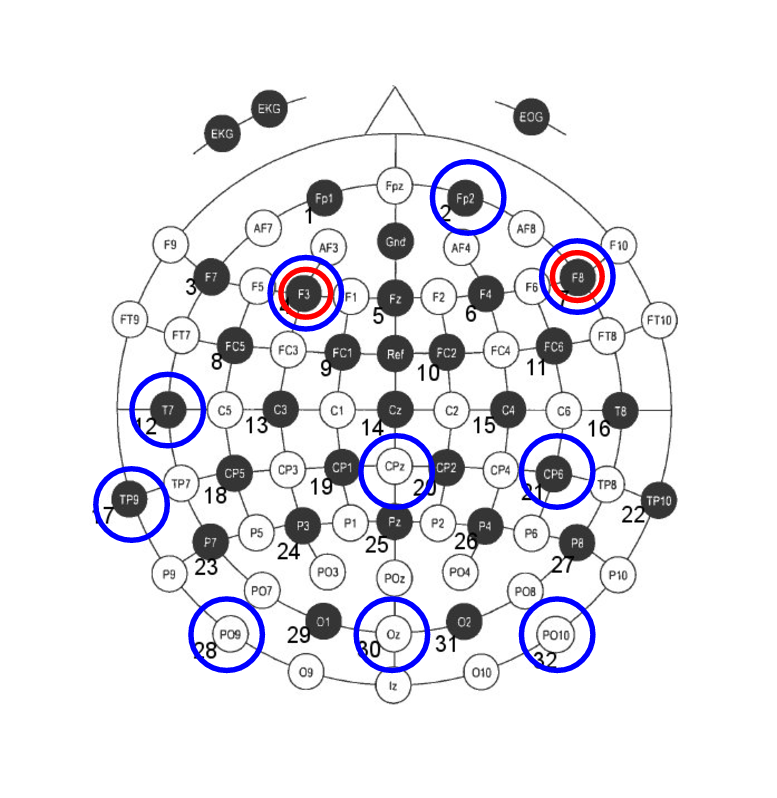 EKG
EKG
EOG
Fpz
Fp1
Fp2
1
2
AF7
AF8
F9
AF3
Gnd
AF4
F10
F7
F5
F3
F1
Fz
F2
F4
F6
F8
3
4
5
6
7
FT9
FT7
FC5
FC3
FC1
Ref
FC2
FC4
FC6
FT8
FT10
8
9
10
11
T7
C5
C3
C1
Cz
C2
C4
C6
T8
12
13
14
15
16
TP9
TP7
CP5
CP3
CP1
CPz
CP2
CP4
CP6
TP8
TP10
17
18
19
20
21
22
P7
P5
P3
P1
Pz
P2
P4
P6
P8
23
24
25
26
27
P9
PO3
POz
PO4
P10
PO7
PO8
PO9
O1
Oz
O2
PO10
28
29
30
31
32
O9
Iz
O10